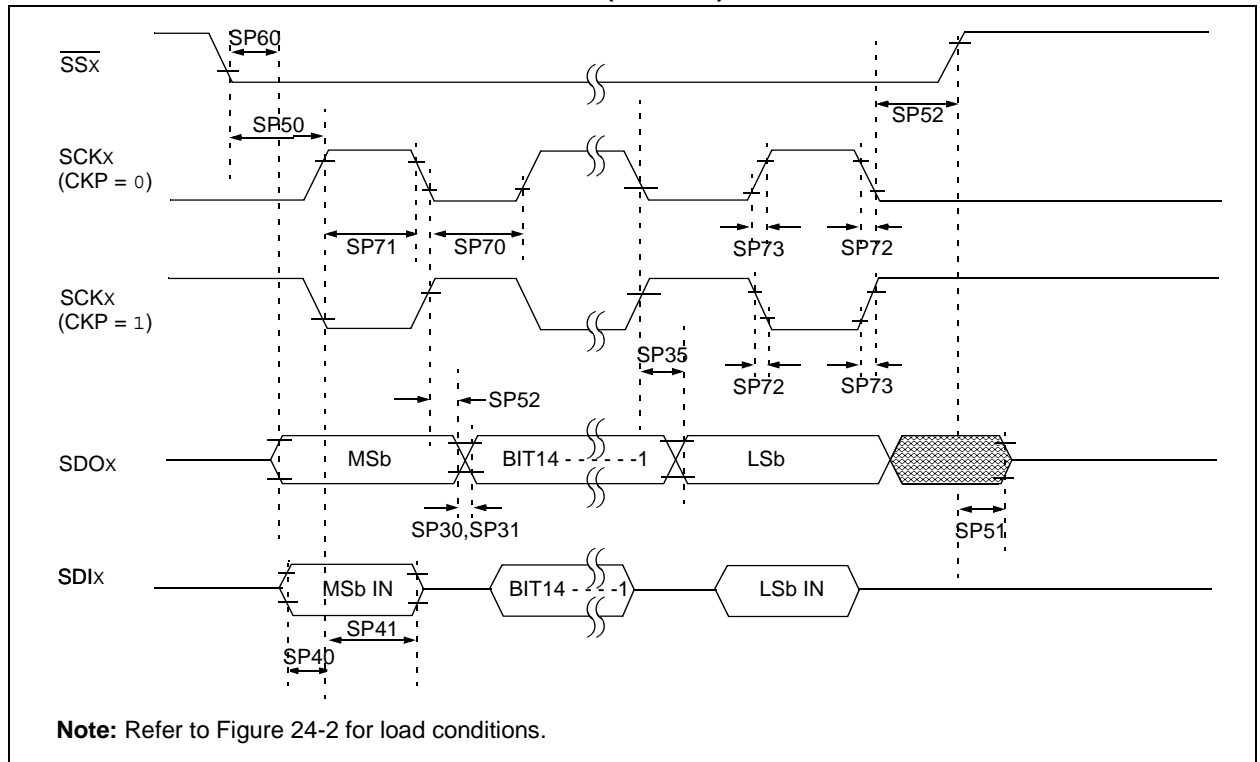 SP60
SSX
SP52
SP50
SCKX
(CKP = 0)
SP71
SP70
SP73
SP72
SCKX
(CKP = 1)
SP35
SP72
SP73
SP52
SDOX
MSb
BIT14 - - - - - -1
LSb
SP30,SP31
SP51
SDIX
MSb IN
BIT14 - - - -1
LSb IN
SP41
SP40
Note: Refer to Figure 24-2 for load conditions.